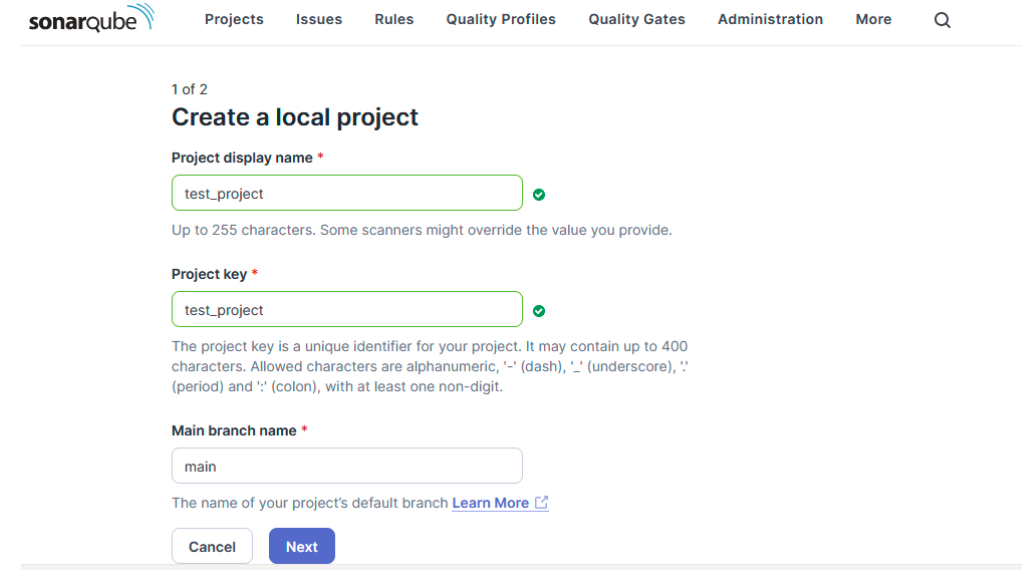 sonarqube Projects Issues Rules Quality Profiles Quality Gates Administration More
1 of 2
Create a local project
Project display name *
test_project
Up to 255 characters. Some scanners might override the value you provide.
Project key *
test_project
The project key is a unique identifier for your project. It may contain up to 400
characters. Allowed characters are alphanumeric, '-' (dash), '_' (underscore), '.'
(period) and ':' (colon), with at least one non-digit.
Main branch name *
main
The name of your project's default branch Learn More
Cancel Next